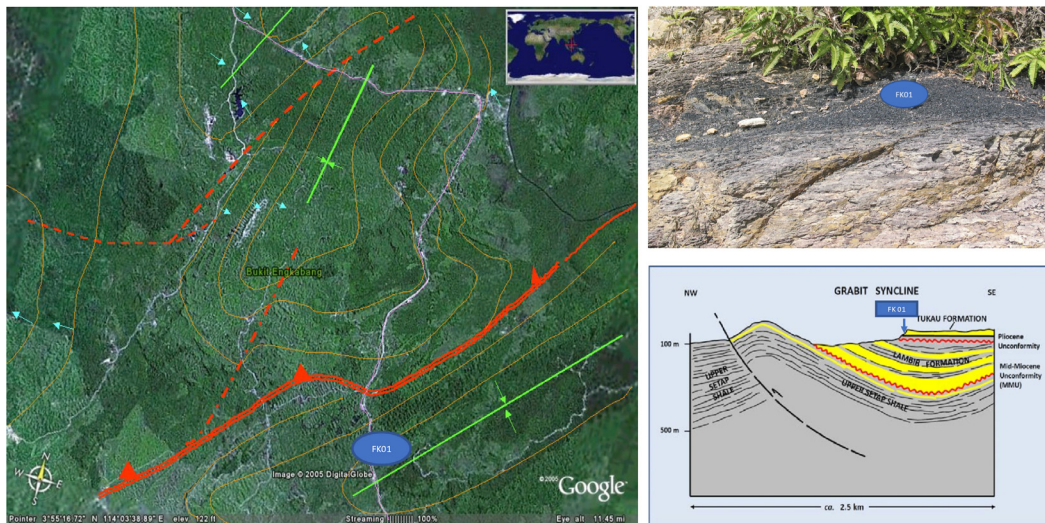 Bukit Engkabang
FK01
Image © 2005 DigitalGlobe
©2005 Google
N
W
E
S
Pointer 3°55'16.72" N 114°03'38.89" E elev 122 ft
Streaming ||||||||| 100%
Eye alt 11.45 mi
FK01
NW
GRABIT SYNCLINE
SE
FK 01
TUKAU FORMATION
Pliocene
Unconformity
100 m
LAMBIR FORMATION
Mid-Miocene
Unconformity
(MMU)
UPPER
SETAP
SHALE
UPPER SETAP SHALE
500 m
ca. 2.5 km